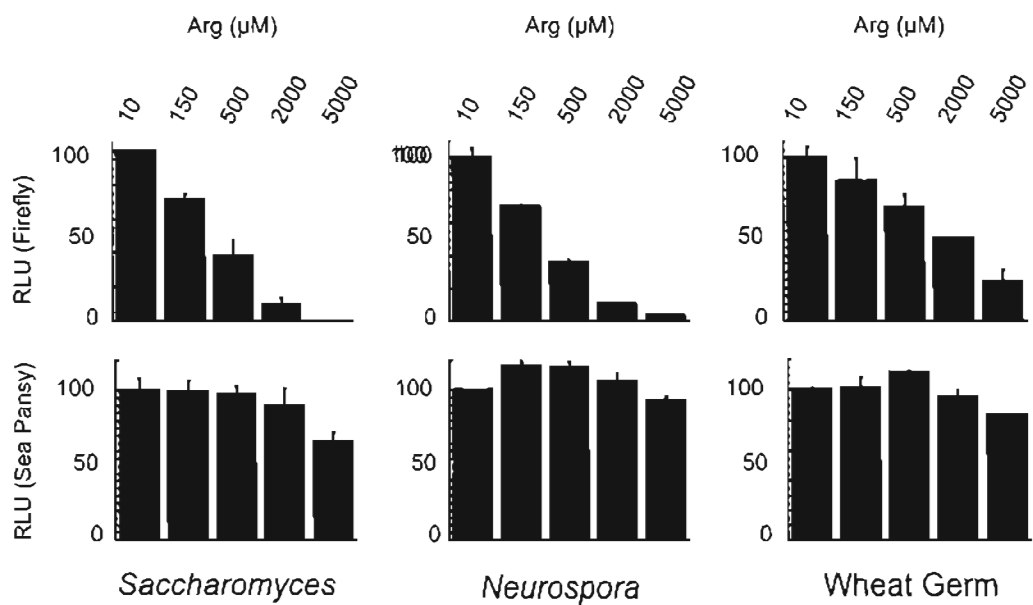 Arg (µM) Arg (µM) Arg (µM)
10 150 500 2000 5000 10 150 500 2000 5000 10 150 500 2000 5000
RLU (Firefly)
100 100 100
50 50 50
0 0 0
RLU (Sea Pansy)
100 100 100
50 50 50
0 0 0
Saccharomyces Neurospora Wheat Germ